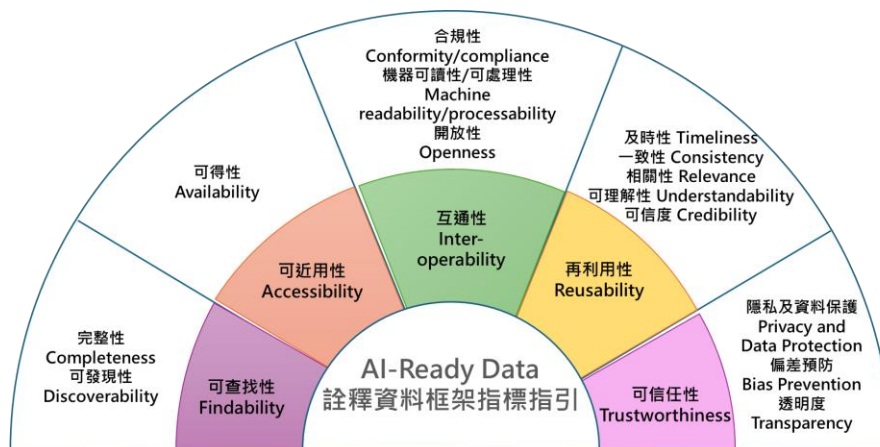 合規性
Conformity/compliance
機器可讀性/可處理性
Machine
readability/processability
開放性
Openness
及時性 Timeliness
一致性 Consistency
相關性 Relevance
可理解性 Understandability
可信度 Credibility
可得性
Availability
互通性
Inter-
operability
可近用性
Accessibility
再利用性
Reusability
隱私及資料保護
Privacy and
Data Protection
偏差預防
Bias Prevention
透明度
Transparency
完整性
Completeness
可發現性
Discoverability
可查找性
Findability
AI-Ready Data
詮釋資料框架指標指引
可信任性
Trustworthiness